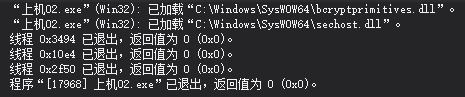 “上机02.exe”(Win32): 已加载“C:\Windows\SysWOW64\bcryptprimitives.dll”。
“上机02.exe”(Win32): 已加载“C:\Windows\SysWOW64\sechost.dll”。
线程 0x3494 已退出，返回值为 0 (0x0)。
线程 0x10e4 已退出，返回值为 0 (0x0)。
线程 0x2f50 已退出，返回值为 0 (0x0)。
程序“[17968] 上机02.exe”已退出，返回值为 0 (0x0)。